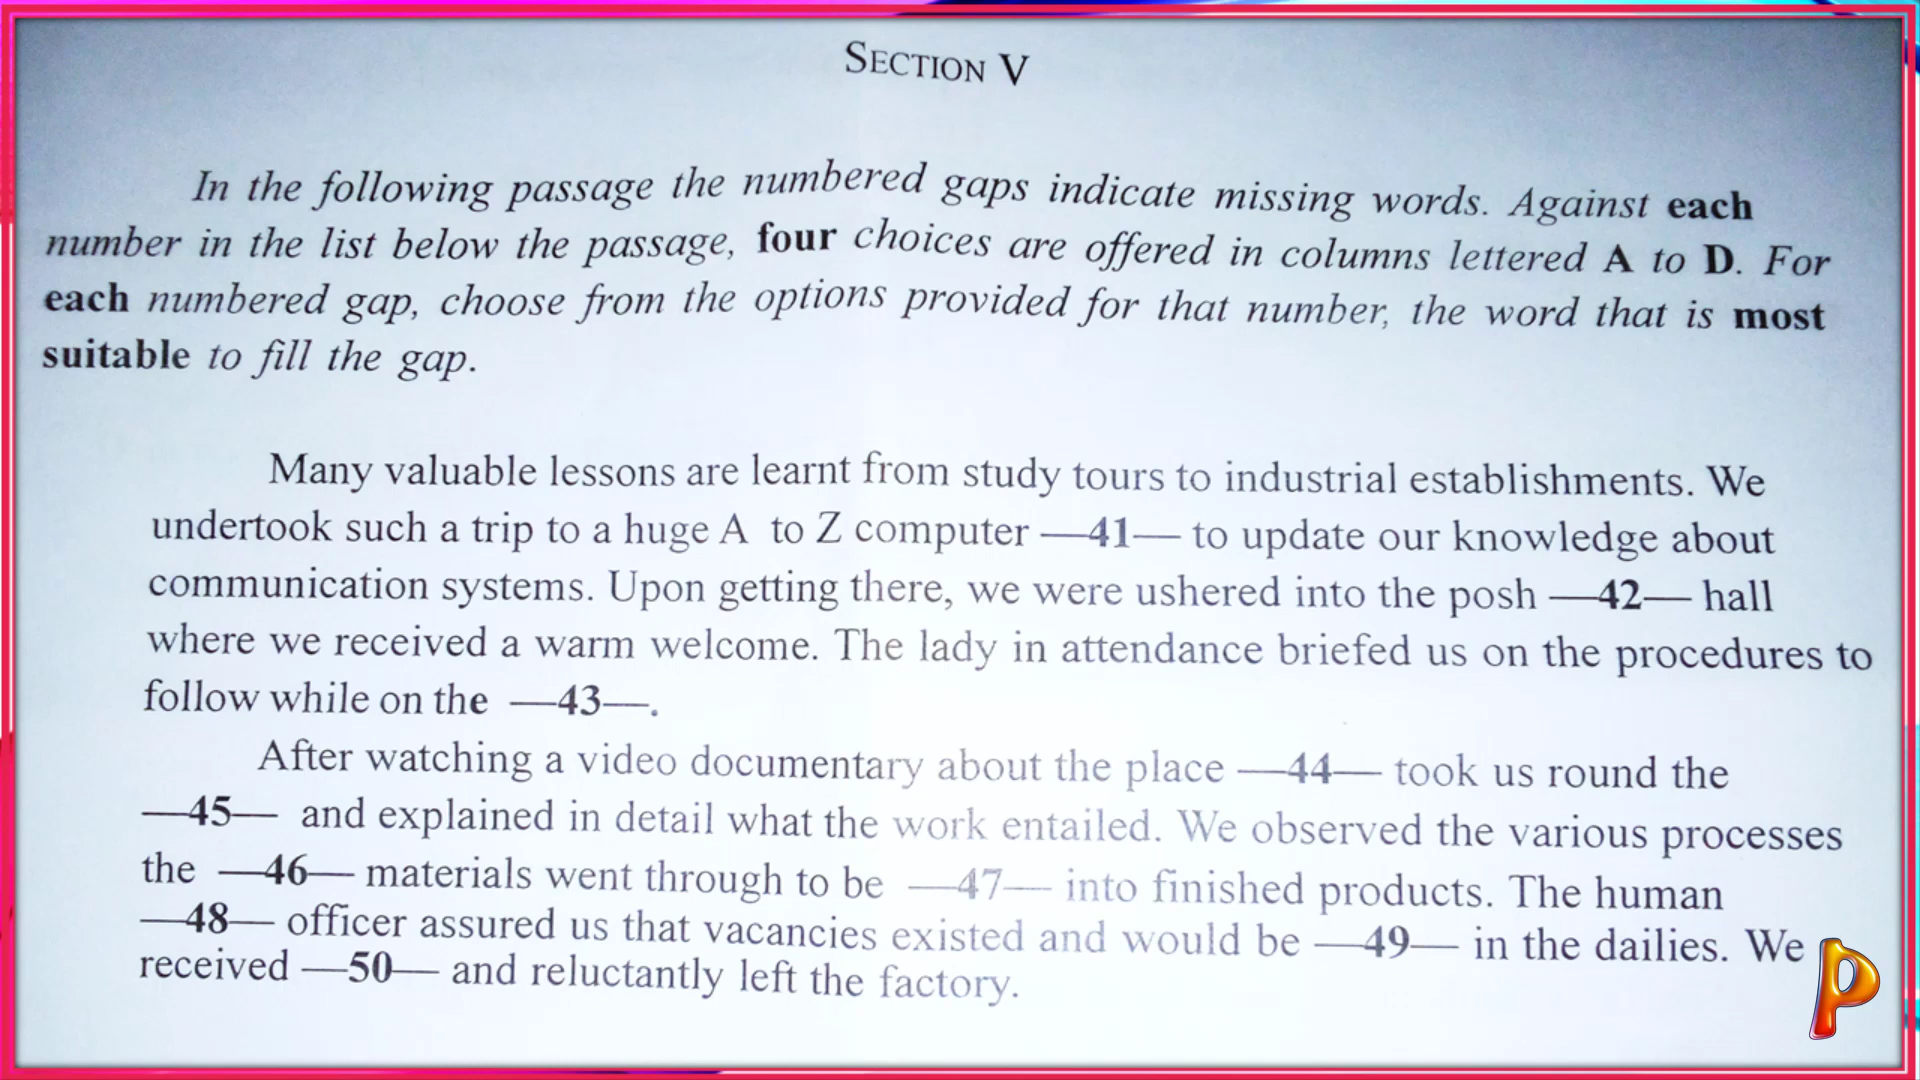 SECTION V
In the following passage the numbered gaps indicate missing words. Against each
number in the list below the passage, four choices are offered in columns lettered A to D. For
each numbered gap, choose from the options provided for that number, the word that is most
suitable to fill the gap.
Many valuable lessons are learnt from study tours to industrial establishments. We
undertook such a trip to a huge A to Z computer —41— to update our knowledge about
communication systems. Upon getting there, we were ushered into the posh —42— hall
where we received a warm welcome. The lady in attendance briefed us on the procedures to
follow while on the —43—.
After watching a video documentary about the place —44— took us round the
—45— and explained in detail what the work entailed. We observed the various processes
the —46— materials went through to be —47— into finished products. The human
—48— officer assured us that vacancies existed and would be —49— in the dailies. We
received —50— and reluctantly left the factory.
P